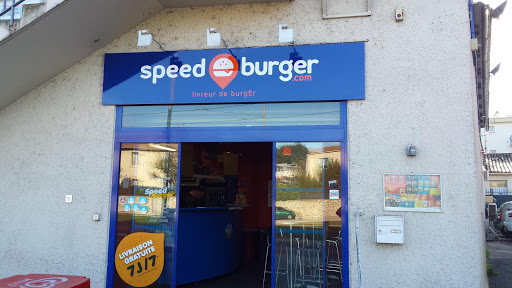 speed burger
.com
livreur de burger
Speed
LIVRAISON
GRATUITE
7J/7